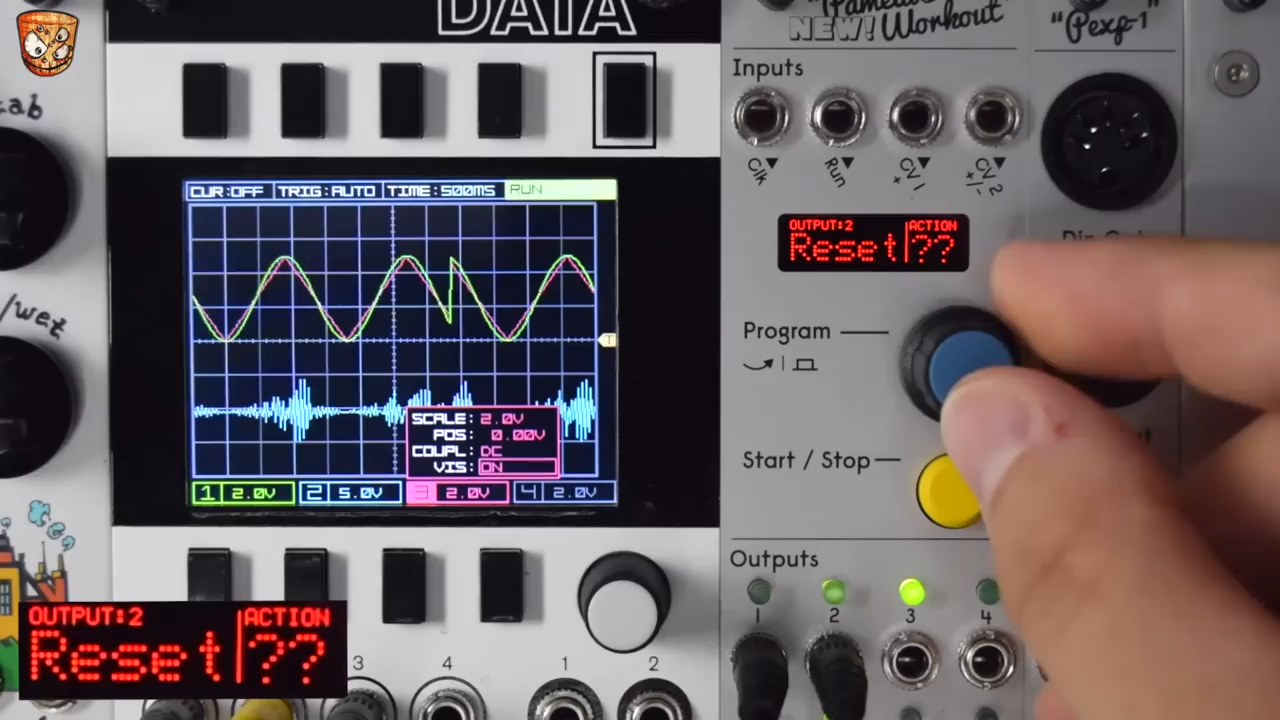 DATA
NEW! Workout
"Pexp-1"
Inputs
Clk
Run
CV 1
+
CV 2
+/-
CUR:OFF TRIG:AUTO TIME:500MS RUN
OUTPUT:2 ACTION
Reset ??
Program
T
SCALE: 2.0V
POS: 0.00V
COUPL: DC
VIS: ON
Start / Stop
1 2.0V 2 5.0V 3 2.0V 4 2.0V
Outputs
1 2 3 4
OUTPUT:2 ACTION
Reset ??
3 4 1 2